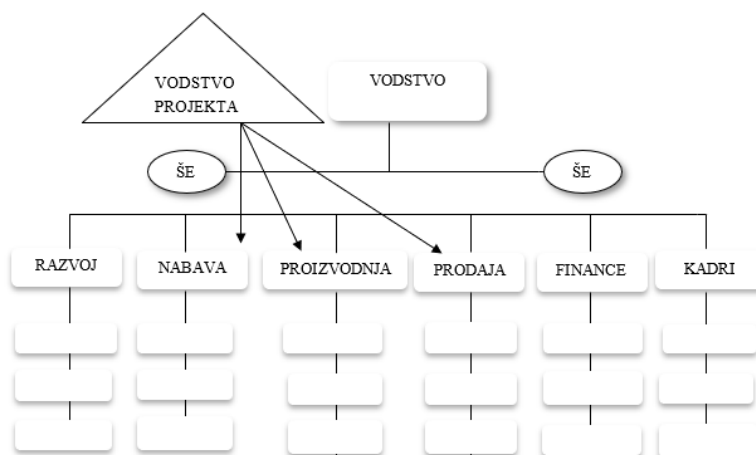 VODSTVO
PROJEKTA
VODSTVO
ŠE
ŠE
RAZVOJ
NABAVA
PROIZVODNJA
PRODAJA
FINANCE
KADRI